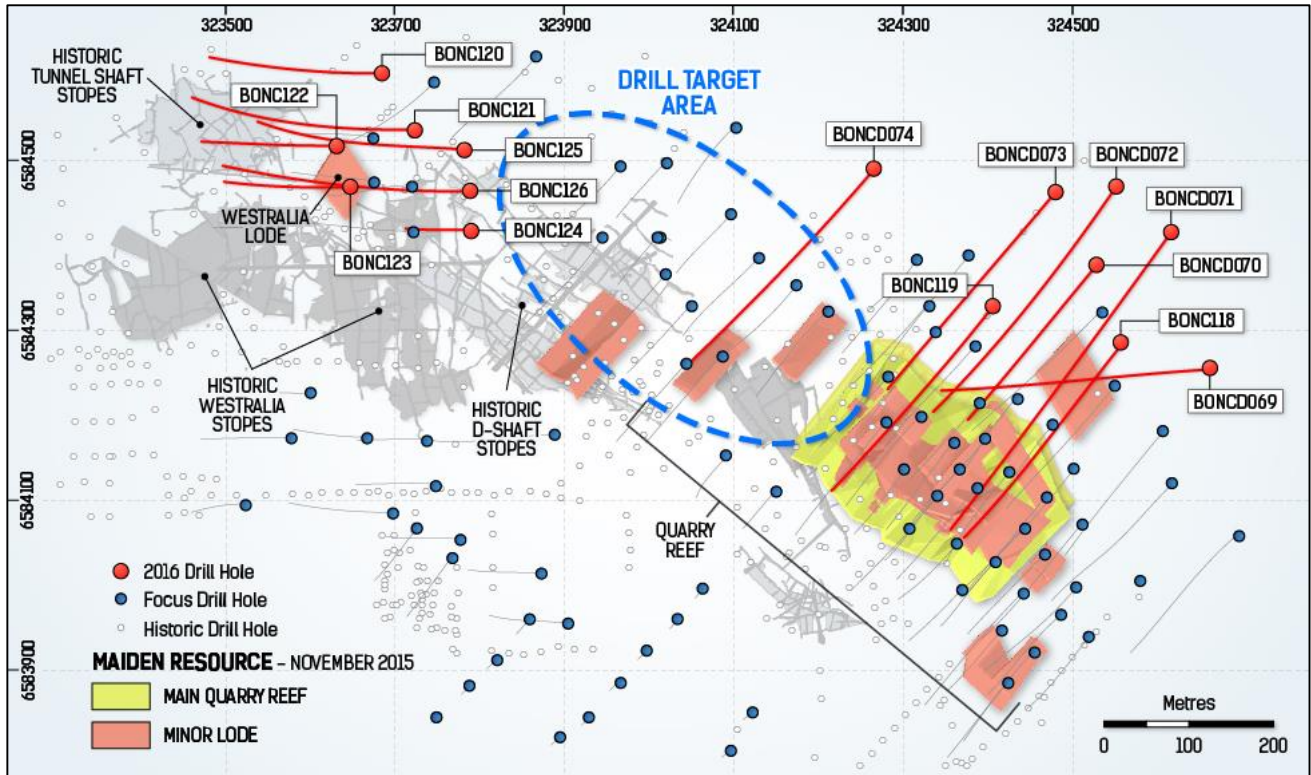 323500
323700
323900
324100
324300
324500
HISTORIC
TUNNEL SHAFT
STOPES
BONC120
BONC122
BONC121
BONC125
BONC126
BONC124
BONC123
WESTRALIA
LODE
DRILL TARGET
AREA
BONCD074
BONCD073
BONCD072
BONCD071
BONCD070
BONC119
BONC118
BONCD069
6584500
6584300
6584100
6583900
HISTORIC
WESTRALIA
STOPES
HISTORIC
D-SHAFT
STOPES
QUARRY
REEF
2016 Drill Hole
Focus Drill Hole
Historic Drill Hole
MAIDEN RESOURCE – NOVEMBER 2015
MAIN QUARRY REEF
MINOR LODE
Metres
0 100 200